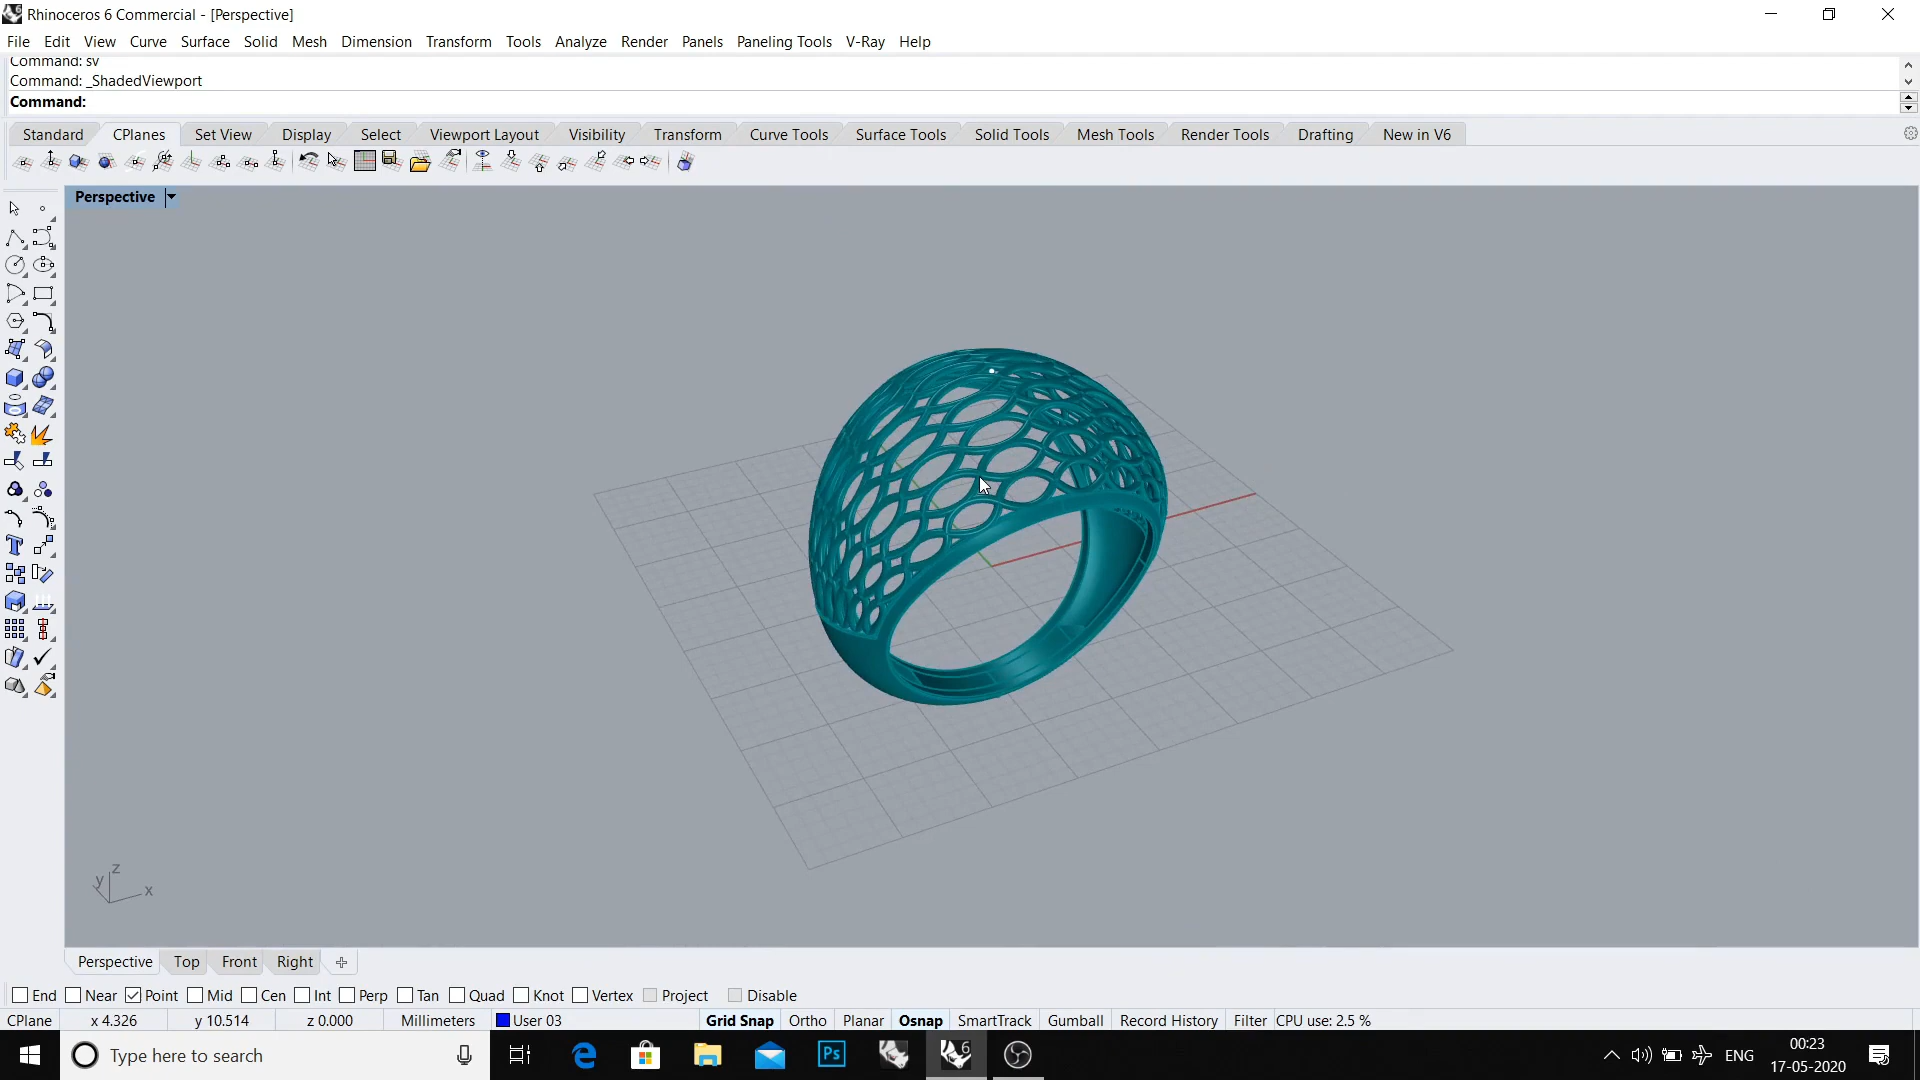 Rhinoceros 6 Commercial - [Perspective]
File Edit View Curve Surface Solid Mesh Dimension Transform Tools Analyze Render Panels Paneling Tools V-Ray Help
Command: sv
Command: _ShadedViewport
Command:
Standard CPlanes Set View Display Select Viewport Layout Visibility Transform Curve Tools Surface Tools Solid Tools Mesh Tools Render Tools Drafting New in V6
Perspective
z
y
x
Perspective Top Front Right
End Near Point Mid Cen Int Perp Tan Quad Knot Vertex Project Disable
CPlane x 4.326 y 10.514 z 0.000 Millimeters User 03 Grid Snap Ortho Planar Osnap SmartTrack Gumball Record History Filter CPU use: 2.5 %
Type here to search Ps 6 ENG 00:23
17-05-2020